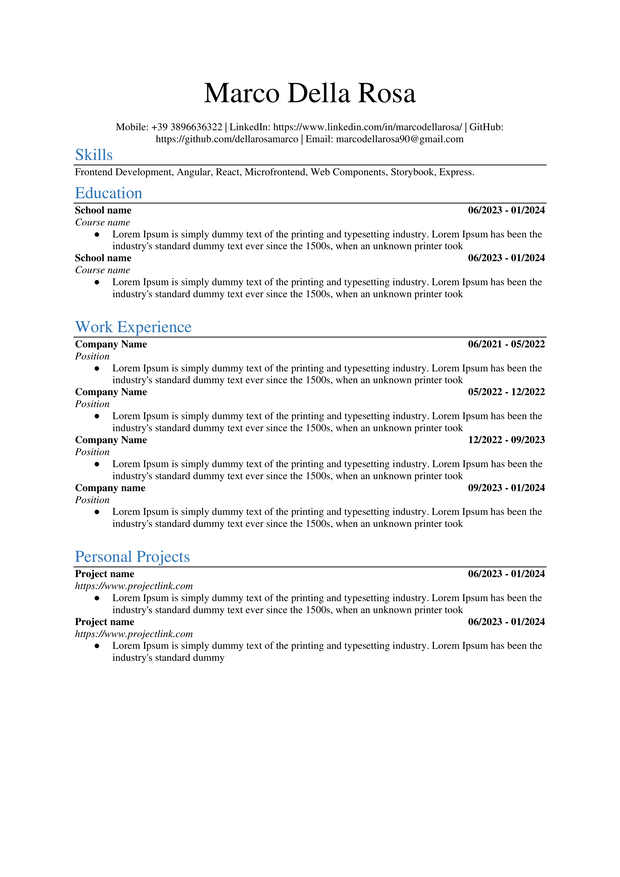 Marco Della Rosa
Mobile: +39 3896636322 | LinkedIn: https://www.linkedin.com/in/marcodellarosa/ | GitHub:
https://github.com/dellarosamarco | Email: marcodellarosa90@gmail.com
Skills
Frontend Development, Angular, React, Microfrontend, Web Components, Storybook, Express.
Education
School name 06/2023 - 01/2024
Course name
● Lorem Ipsum is simply dummy text of the printing and typesetting industry. Lorem Ipsum has been the
industry's standard dummy text ever since the 1500s, when an unknown printer took
School name 06/2023 - 01/2024
Course name
● Lorem Ipsum is simply dummy text of the printing and typesetting industry. Lorem Ipsum has been the
industry's standard dummy text ever since the 1500s, when an unknown printer took
Work Experience
Company Name 06/2021 - 05/2022
Position
● Lorem Ipsum is simply dummy text of the printing and typesetting industry. Lorem Ipsum has been the
industry's standard dummy text ever since the 1500s, when an unknown printer took
Company Name 05/2022 - 12/2022
Position
● Lorem Ipsum is simply dummy text of the printing and typesetting industry. Lorem Ipsum has been the
industry's standard dummy text ever since the 1500s, when an unknown printer took
Company Name 12/2022 - 09/2023
Position
● Lorem Ipsum is simply dummy text of the printing and typesetting industry. Lorem Ipsum has been the
industry's standard dummy text ever since the 1500s, when an unknown printer took
Company name 09/2023 - 01/2024
Position
● Lorem Ipsum is simply dummy text of the printing and typesetting industry. Lorem Ipsum has been the
industry's standard dummy text ever since the 1500s, when an unknown printer took
Personal Projects
Project name 06/2023 - 01/2024
https://www.projectlink.com
● Lorem Ipsum is simply dummy text of the printing and typesetting industry. Lorem Ipsum has been the
industry's standard dummy text ever since the 1500s, when an unknown printer took
Project name 06/2023 - 01/2024
https://www.projectlink.com
● Lorem Ipsum is simply dummy text of the printing and typesetting industry. Lorem Ipsum has been the
industry's standard dummy